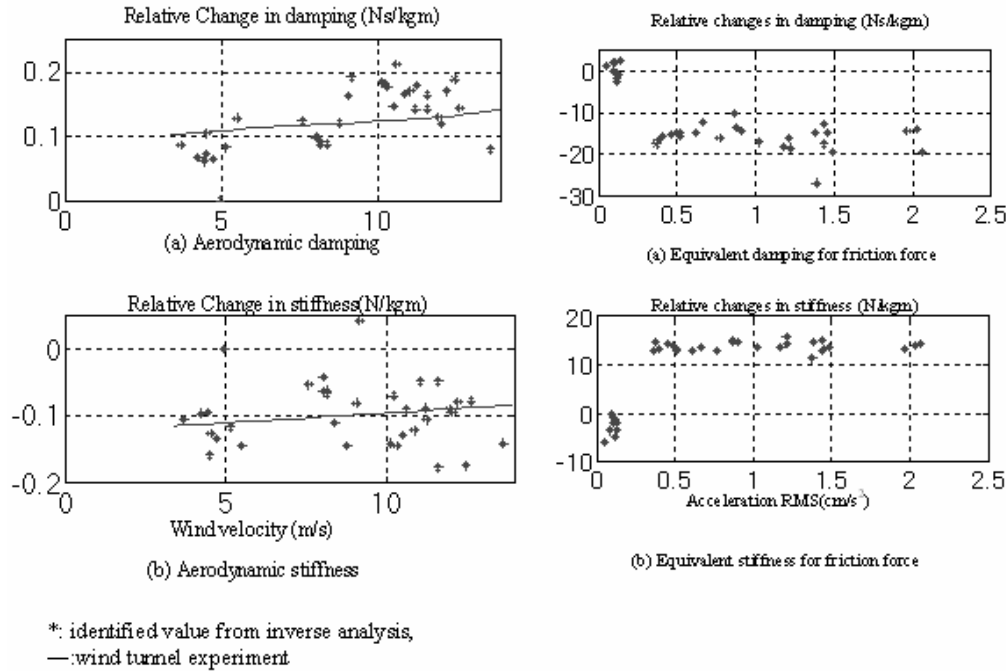 Relative Change in damping (Ns/kgm)
0.2
0.1
0
0 5 10
(a) Aerodynamic damping
Relative Change in stiffness(N/kgm)
0
-0.1
-0.2
0 5 10
Wind velocity (m/s)
(b) Aerodynamic stiffness
*: identified value from inverse analysis,
—:wind tunnel experiment
Relative changes in damping (Ns/kgm)
0
-10
-20
-30
0 0.5 1 1.5 2 2.5
(a) Equivalent damping for friction force
Relative changes in stiffness (N/kgm)
20
10
0
-10
0 0.5 1 1.5 2 2.5
Acceleration RMS(cm/s²)
(b) Equivalent stiffness for friction force